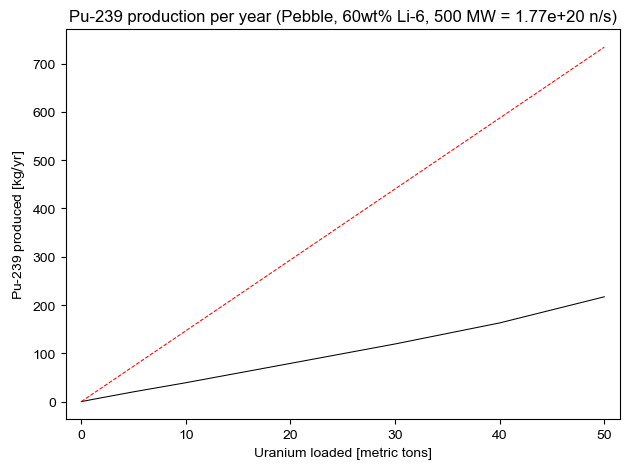 Pu-239 production per year (Pebble, 60wt% Li-6, 500 MW = 1.77e+20 n/s)
700
600
500
400
300
200
100
0
Pu-239 produced [kg/yr]
0 10 20 30 40 50
Uranium loaded [metric tons]